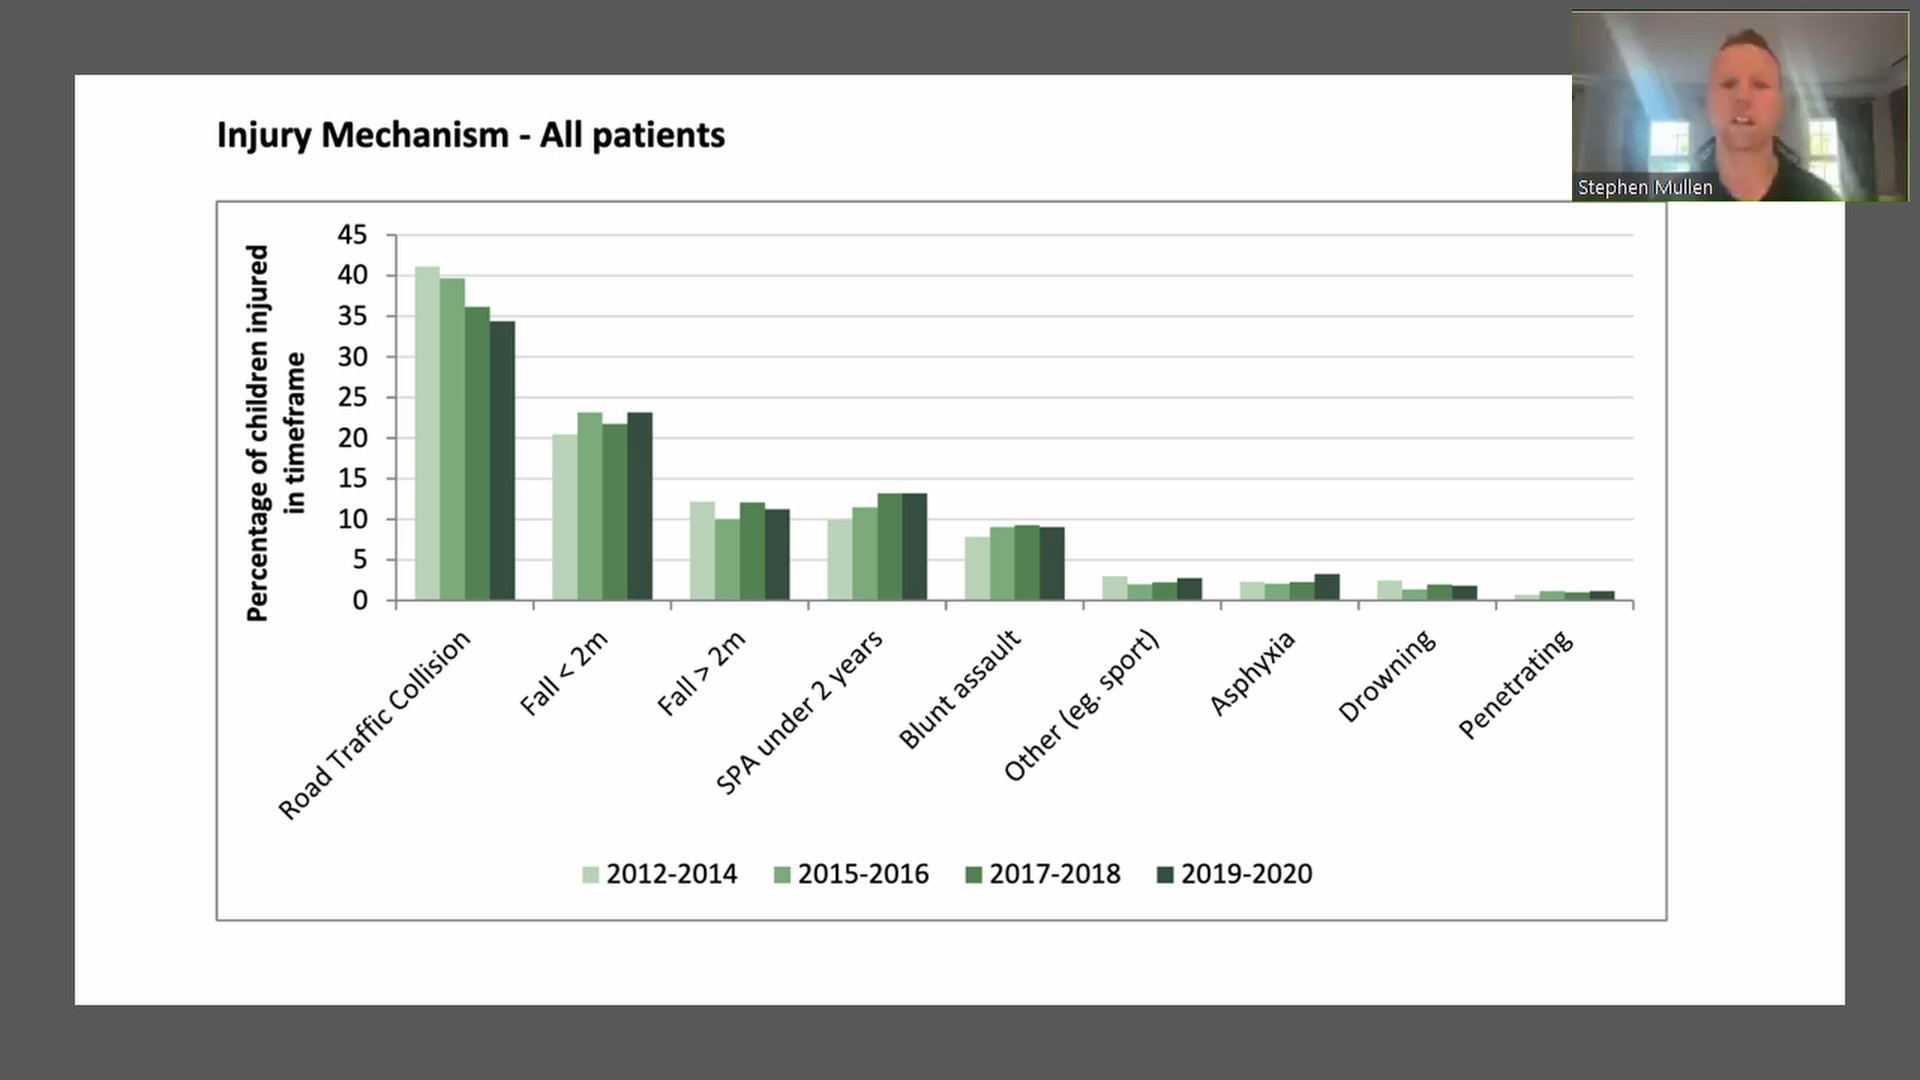 Injury Mechanism - All patients
Stephen Mullen
Percentage of children injured
in timeframe
45
40
35
30
25
20
15
10
5
0
Road Traffic Collision
Fall < 2m
Fall > 2m
SPA under 2 years
Blunt assault
Other (eg. sport)
Asphyxia
Drowning
Penetrating
2012-2014 2015-2016 2017-2018 2019-2020